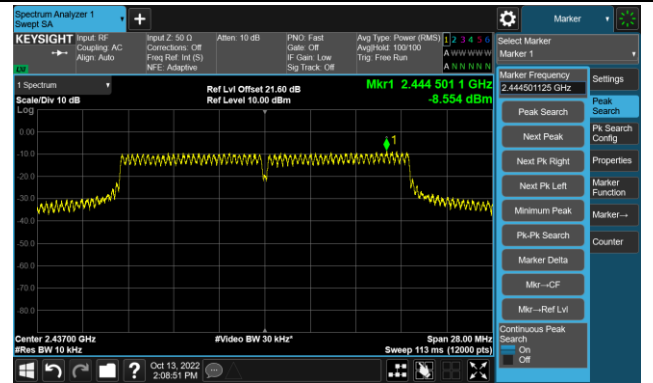 Spectrum Analyzer 1
Swept SA
Marker
KEYSIGHT
Input: RF
Coupling: AC
Align: Auto
Input Z: 50 Ω
Corrections: Off
Freq Ref: Int (S)
NFE: Adaptive
Atten: 10 dB
PNO: Fast
Gate: Off
IF Gain: Low
Sig Track: Off
Avg Type: Power (RMS)
Avg|Hold: 100/100
Trig: Free Run
1 2 3 4 5 6
A W W W W W
A N N N N N
Select Marker
Marker 1
1 Spectrum
Scale/Div 10 dB
Log
Ref Lvl Offset 21.60 dB
Ref Level 10.00 dBm
Mkr1 2.444 501 1 GHz
-8.554 dBm
0.00
-10.0
-20.0
-30.0
-40.0
-50.0
-60.0
-70.0
-80.0
1
Center 2.43700 GHz
#Res BW 10 kHz
#Video BW 30 kHz*
Span 28.00 MHz
Sweep 113 ms (12000 pts)
Marker Frequency
2.444501125 GHz
Peak Search
Next Peak
Next Pk Right
Next Pk Left
Minimum Peak
Pk-Pk Search
Marker Delta
Mkr→CF
Mkr→Ref Lvl
Continuous Peak
Search
On
Off
Settings
Peak
Search
Pk Search
Config
Properties
Marker
Function
Marker→
Counter
Oct 13, 2022
2:08:51 PM